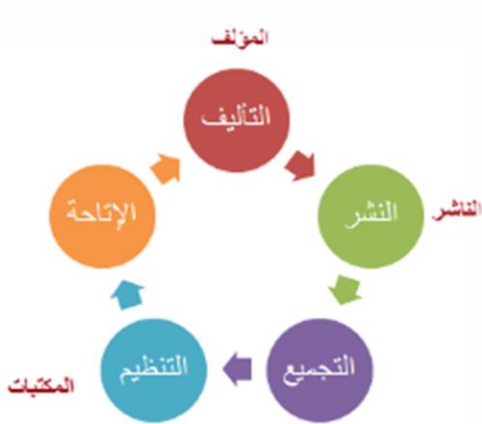 المؤلف
التأليف
النشر
الناشر
التجميع
التنظيم
المكتبات
الإتاحة